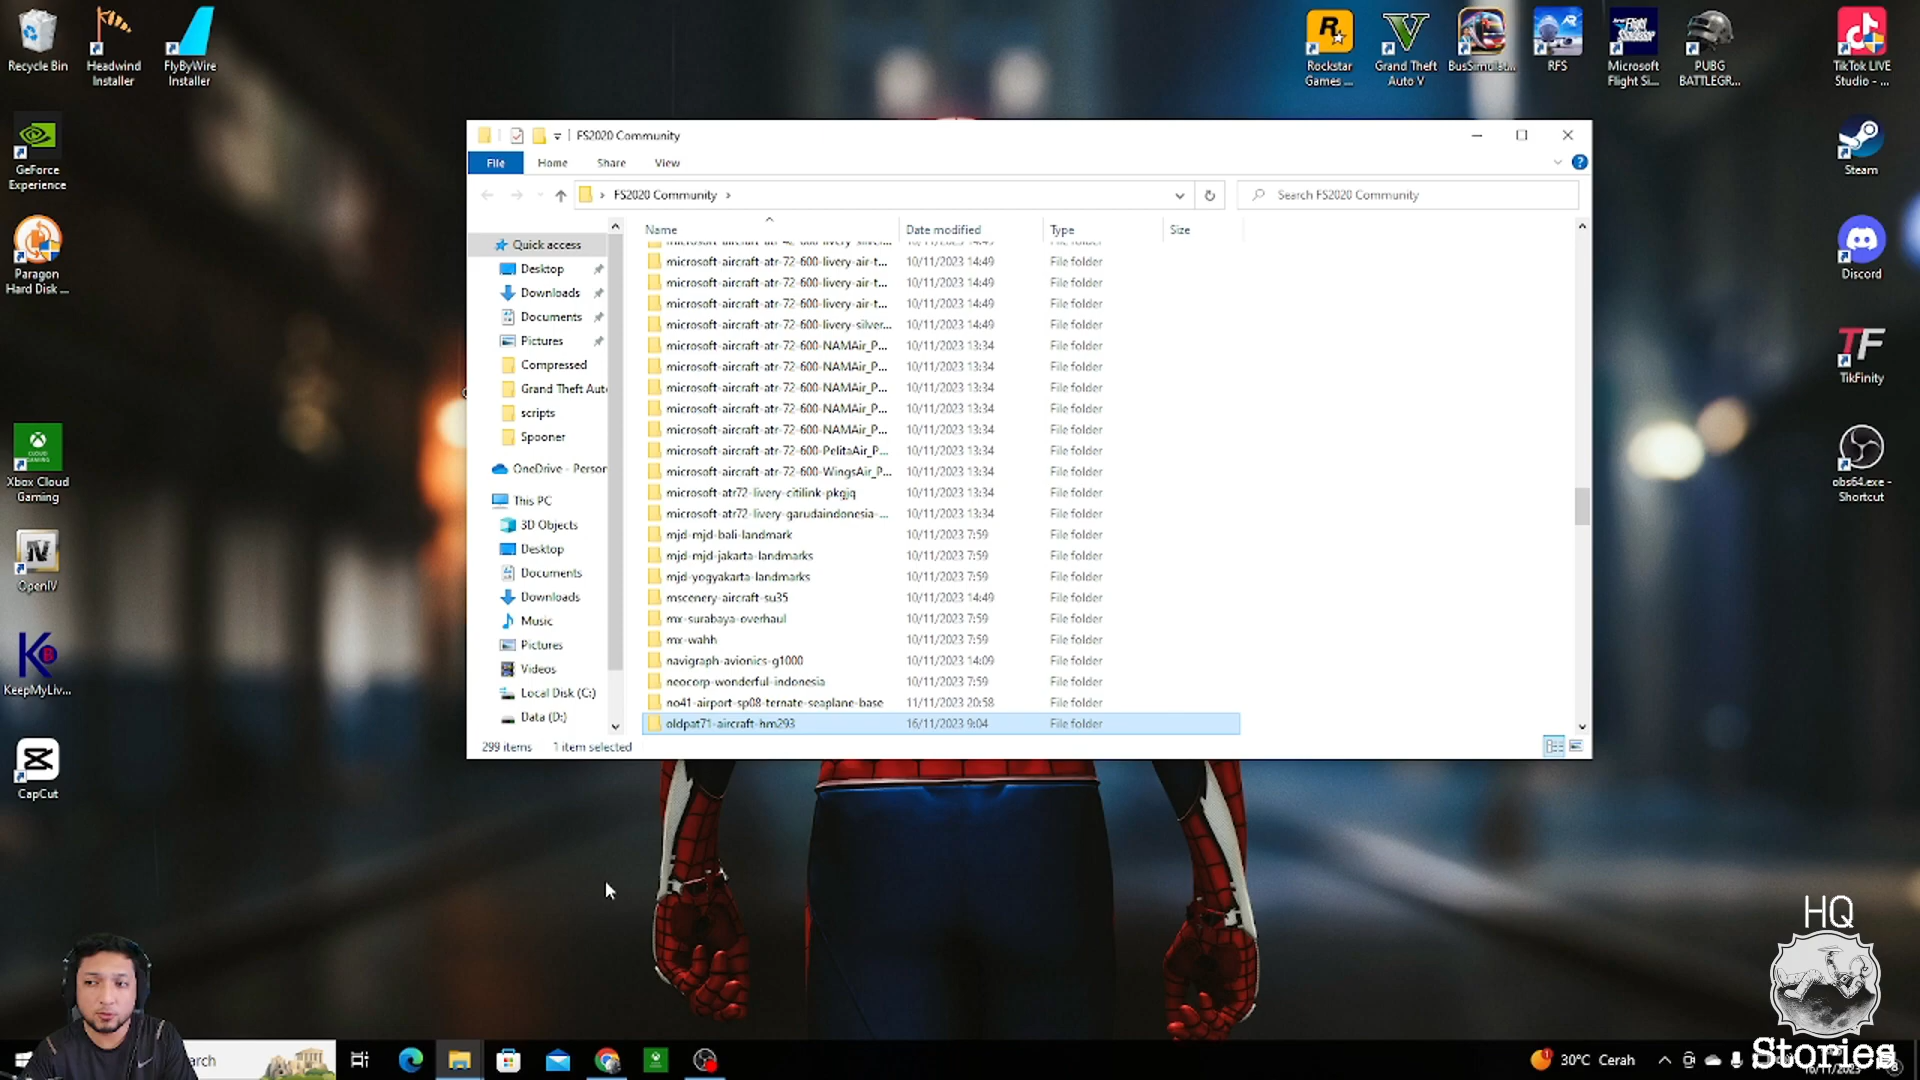 Recycle Bin
Headwind
Installer
FlyByWire
Installer
Rockstar
Games ...
Grand Theft
Auto V
BusSimulat...
RFS
Microsoft
Flight Si...
PUBG
BATTLEGR...
TikTok LIVE
Studio - ...
GeForce
Experience
Paragon
Hard Disk ...
Xbox Cloud
Gaming
OpenIV
KeepMyLiv...
CapCut
Steam
Discord
TikFinity
obs64.exe -
Shortcut
FS2020 Community
File Home Share View
FS2020 Community
Search FS2020 Community
Name Date modified Type Size
Quick access
Desktop
Downloads
Documents
Pictures
Compressed
Grand Theft Aut
scripts
Spooner
OneDrive - Person
This PC
3D Objects
Desktop
Documents
Downloads
Music
Pictures
Videos
Local Disk (C:)
Data (D:)
microsoft-aircraft-atr-72-600-livery-air-t... 10/11/2023 14:49 File folder
microsoft-aircraft-atr-72-600-livery-air-t... 10/11/2023 14:49 File folder
microsoft-aircraft-atr-72-600-livery-air-t... 10/11/2023 14:49 File folder
microsoft-aircraft-atr-72-600-livery-silver... 10/11/2023 14:49 File folder
microsoft-aircraft-atr-72-600-NAMAir_P... 10/11/2023 13:34 File folder
microsoft-aircraft-atr-72-600-NAMAir_P... 10/11/2023 13:34 File folder
microsoft-aircraft-atr-72-600-NAMAir_P... 10/11/2023 13:34 File folder
microsoft-aircraft-atr-72-600-NAMAir_P... 10/11/2023 13:34 File folder
microsoft-aircraft-atr-72-600-NAMAir_P... 10/11/2023 13:34 File folder
microsoft-aircraft-atr-72-600-PelitaAir_P... 10/11/2023 13:34 File folder
microsoft-aircraft-atr-72-600-WingsAir_P... 10/11/2023 13:34 File folder
microsoft-atr72-livery-citilink-pkgjq 10/11/2023 13:34 File folder
microsoft-atr72-livery-garudaindonesia-... 10/11/2023 13:34 File folder
mjd-mjd-bali-landmark 10/11/2023 7:59 File folder
mjd-mjd-jakarta-landmarks 10/11/2023 7:59 File folder
mjd-yogyakarta-landmarks 10/11/2023 7:59 File folder
mscenery-aircraft-su35 10/11/2023 14:49 File folder
mx-surabaya-overhaul 10/11/2023 7:59 File folder
mx-wahh 10/11/2023 7:59 File folder
navigraph-avionics-g1000 10/11/2023 14:09 File folder
neocorp-wonderful-indonesia 10/11/2023 7:59 File folder
no41-airport-sp08-ternate-seaplane-base 11/11/2023 20:58 File folder
oldpat71-aircraft-hm293 16/11/2023 9:04 File folder
299 items 1 item selected
HQ
Stories
arch
30°C Cerah
16/11/2023